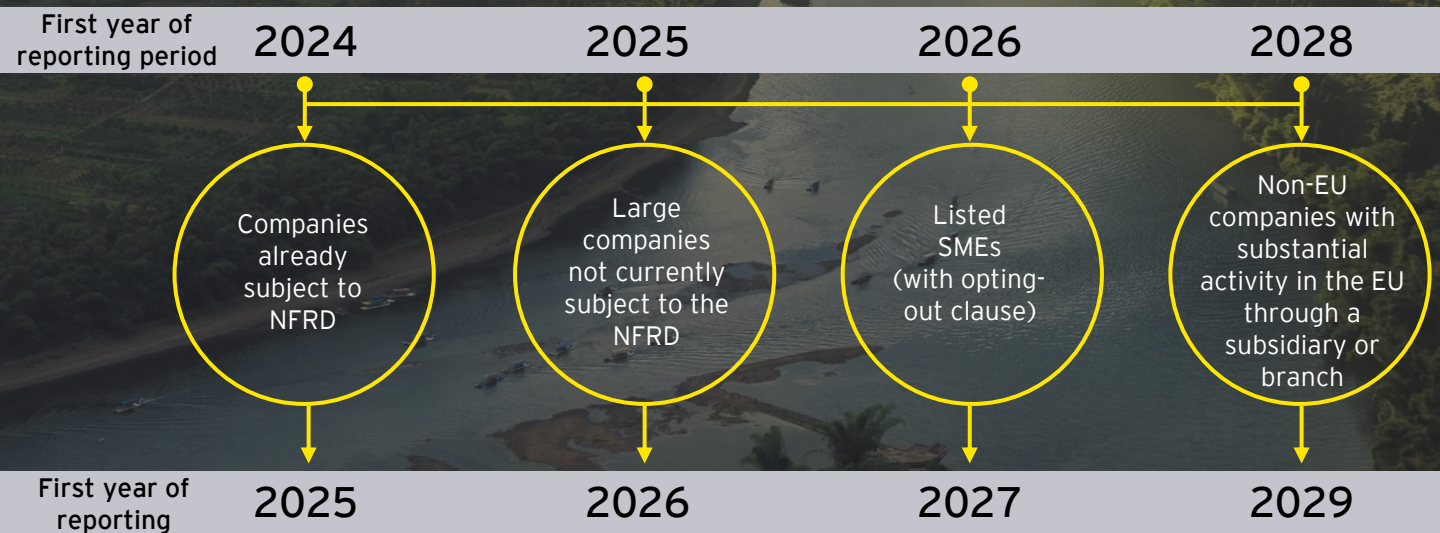 First year of
reporting period
2024
2025
2026
2028
Companies
already
subject to
NFRD
Large
companies
not currently
subject to the
NFRD
Listed
SMEs
(with opting-
out clause)
Non-EU
companies with
substantial
activity in the EU
through a
subsidiary or
branch
First year of
reporting
2025
2026
2027
2029